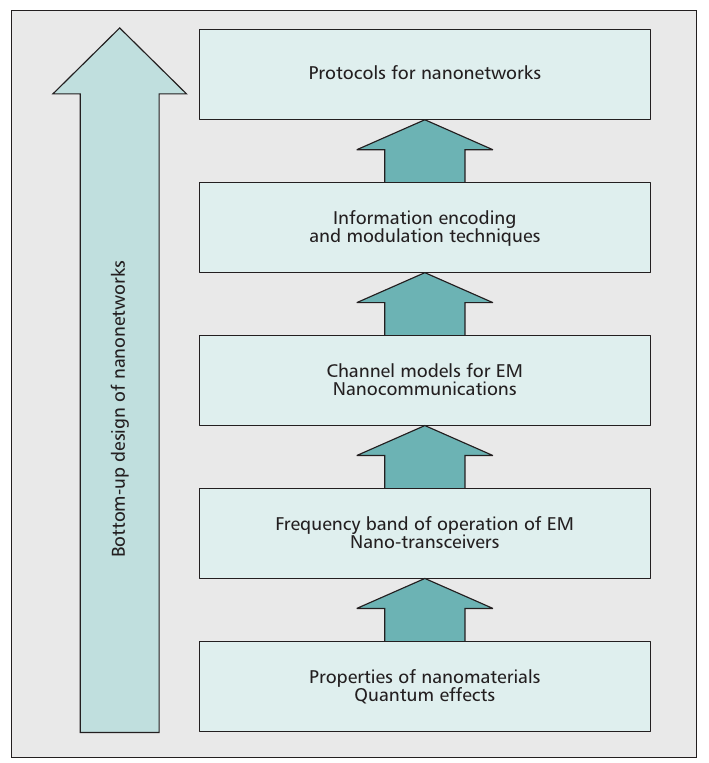 Protocols for nanonetworks
Information encoding
and modulation techniques
Channel models for EM
Nanocommunications
Frequency band of operation of EM
Nano-transceivers
Properties of nanomaterials
Quantum effects
Bottom-up design of nanonetworks